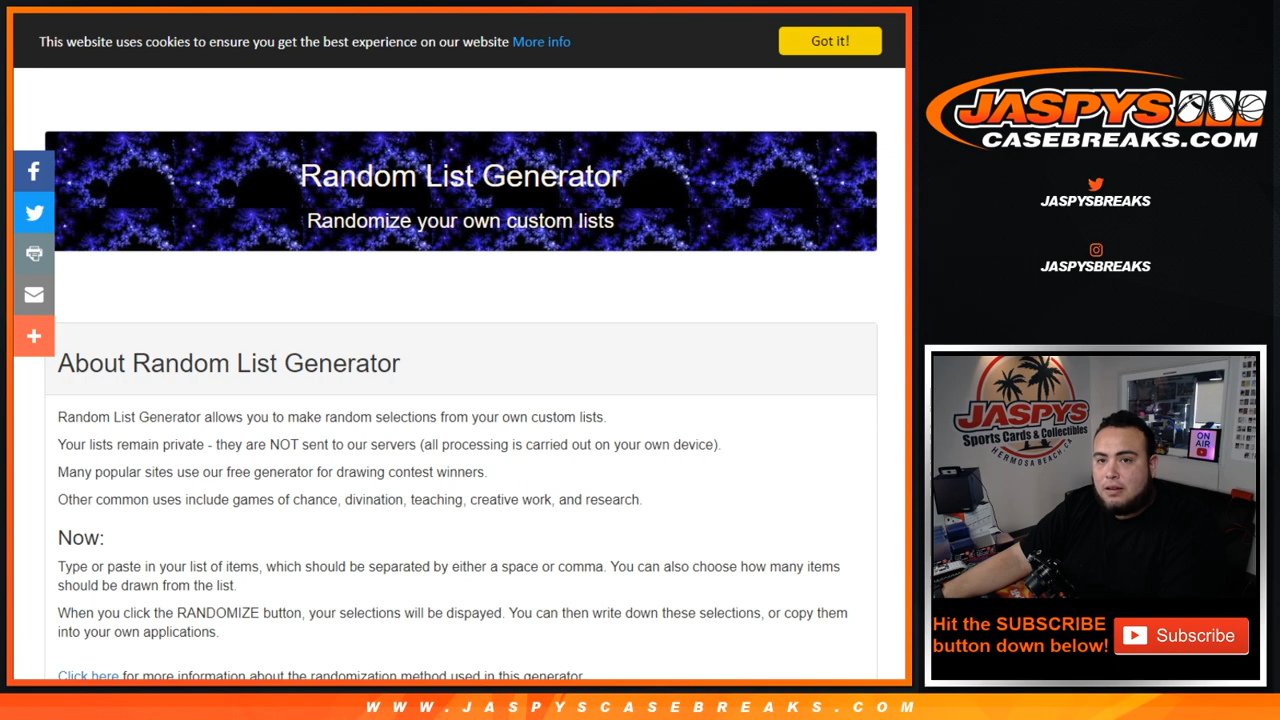 This website uses cookies to ensure you get the best experience on our website More info
Got it!
Random List Generator
Randomize your own custom lists
About Random List Generator
Random List Generator allows you to make random selections from your own custom lists.
Your lists remain private - they are NOT sent to our servers (all processing is carried out on your own device).
Many popular sites use our free generator for drawing contest winners.
Other common uses include games of chance, divination, teaching, creative work, and research.
Now:
Type or paste in your list of items, which should be separated by either a space or comma. You can also choose how many items
should be drawn from the list.
When you click the RANDOMIZE button, your selections will be dispayed. You can then write down these selections, or copy them
into your own applications.
Click here for more information about the randomization method used in this generator.
JASPYS
CASEBREAKS.COM
JASPYSBREAKS
JASPYSBREAKS
JASPYS
Sports Cards & Collectibles
HERMOSA BEACH, CA
ON
AIR
Hit the SUBSCRIBE
button down below!
Subscribe
WWW.JASPYSCASEBREAKS.COM